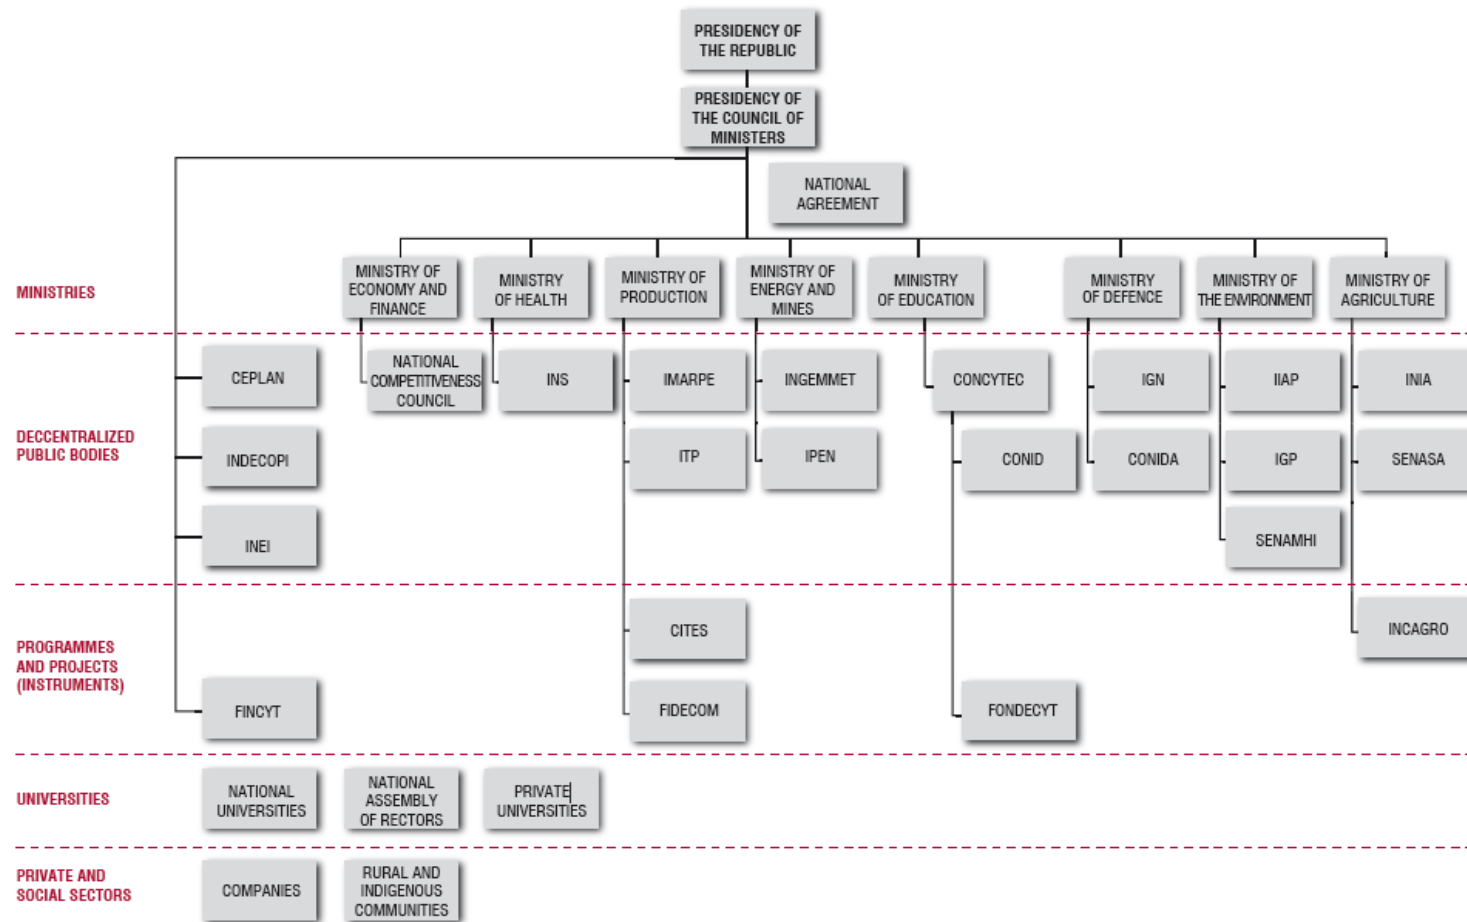 PRESIDENCY OF
THE REPUBLIC
PRESIDENCY OF
THE COUNCIL OF
MINISTERS
NATIONAL
AGREEMENT
MINISTRIES
MINISTRY OF
ECONOMY AND
FINANCE
MINISTRY
OF HEALTH
MINISTRY OF
PRODUCTION
MINISTRY OF
ENERGY AND
MINES
MINISTRY
OF EDUCATION
MINISTRY
OF DEFENCE
MINISTRY OF
THE ENVIRONMENT
MINISTRY OF
AGRICULTURE
DECCENTRALIZED
PUBLIC BODIES
CEPLAN
NATIONAL
COMPETITIVENESS
COUNCIL
INS
IMARPE
INGEMMET
CONCYTEC
IGN
IIAP
INIA
INDECOPI
ITP
IPEN
CONID
CONIDA
IGP
SENASA
INEI
SENAMHI
PROGRAMMES
AND PROJECTS
(INSTRUMENTS)
CITES
INCAGRO
FINCYT
FIDECOM
FONDECYT
UNIVERSITIES
NATIONAL
UNIVERSITIES
NATIONAL
ASSEMBLY
OF RECTORS
PRIVATE
UNIVERSITIES
PRIVATE AND
SOCIAL SECTORS
COMPANIES
RURAL AND
INDIGENOUS
COMMUNITIES